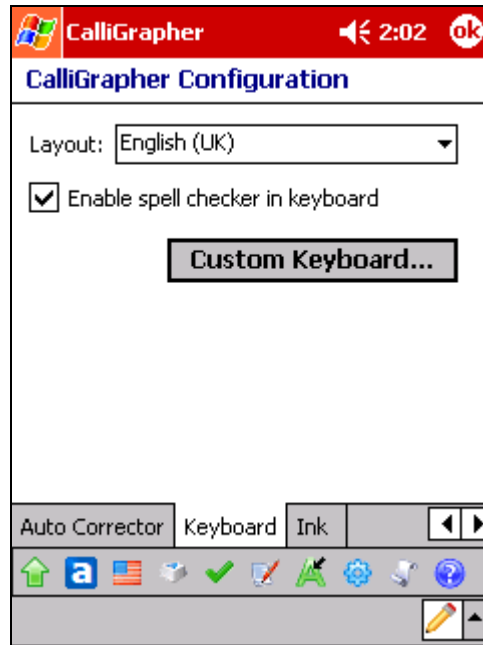 CalliGrapher 2:02 ok
CalliGrapher Configuration
Layout: English (UK)
Enable spell checker in keyboard
Custom Keyboard...
Auto Corrector Keyboard Ink
a ?